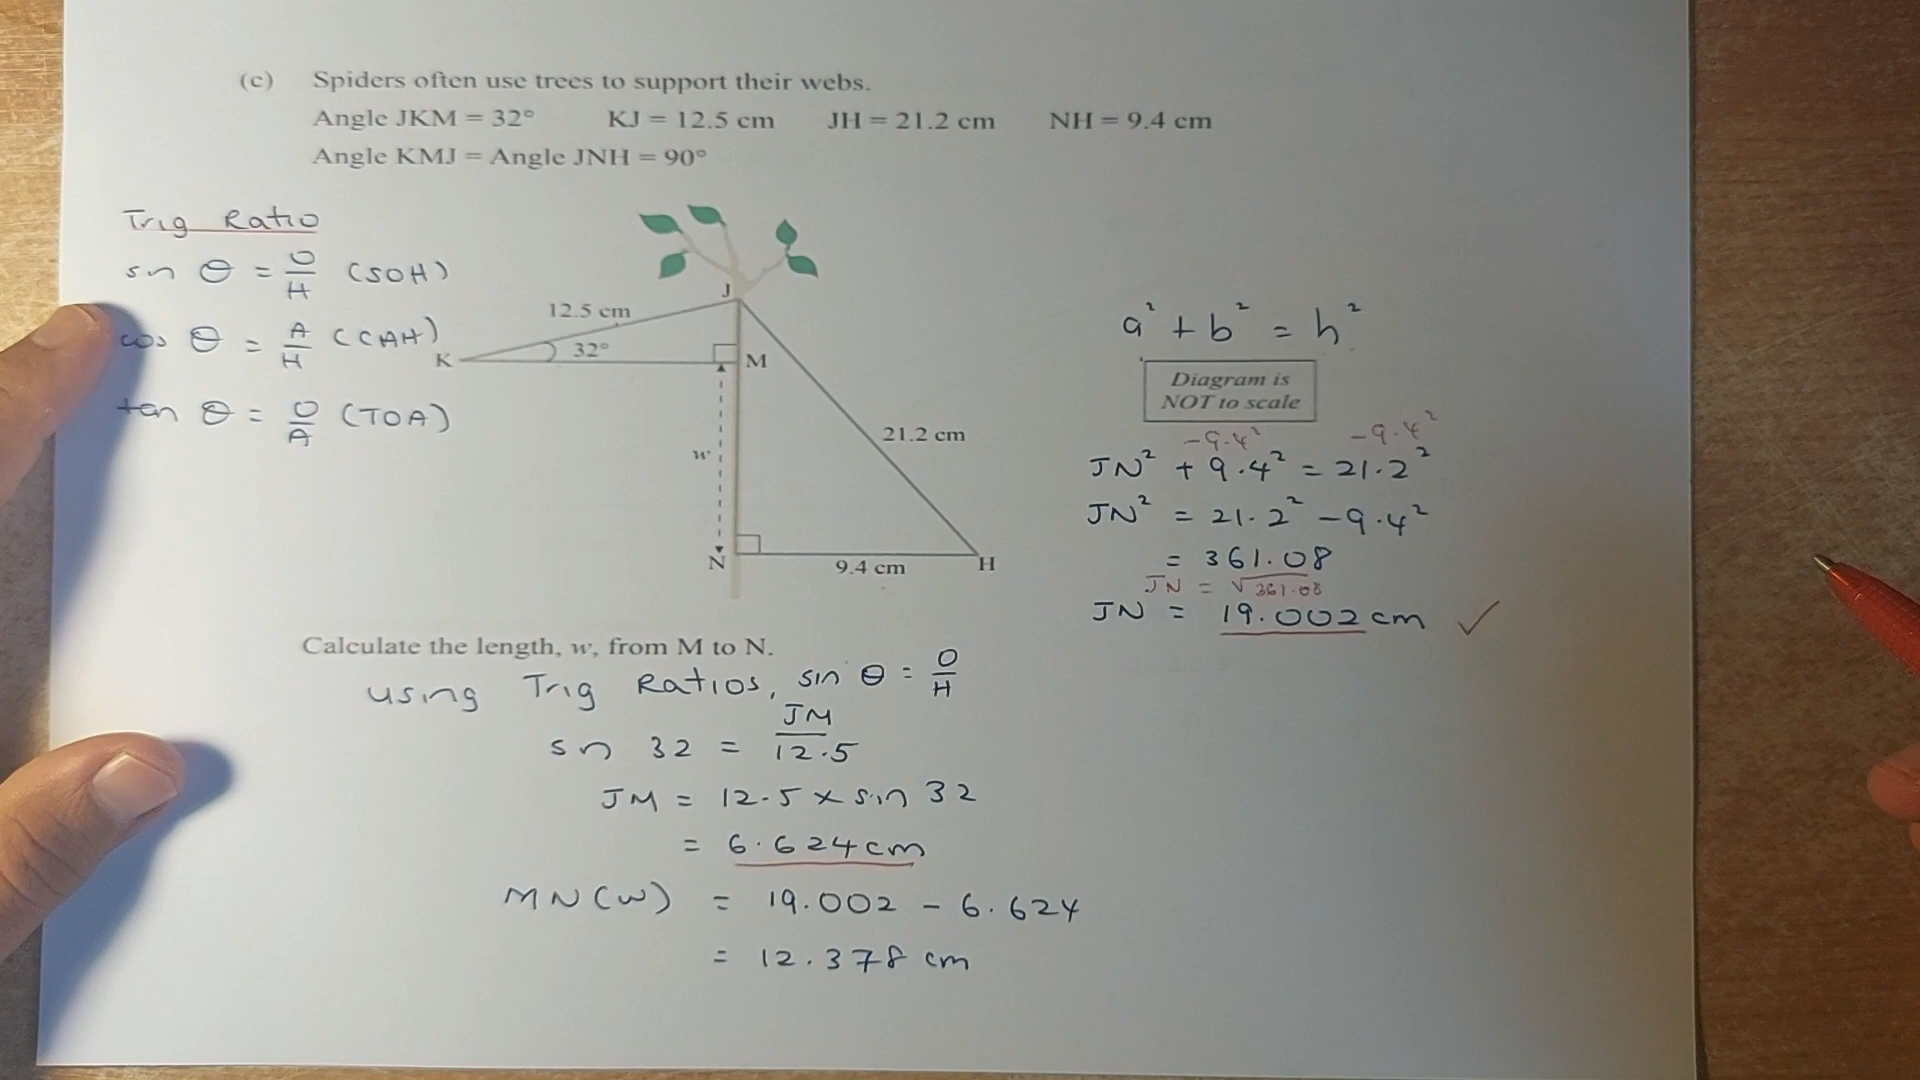 (c) Spiders often use trees to support their webs.
Angle JKM = 32° KJ = 12.5 cm JH = 21.2 cm NH = 9.4 cm
Angle KMJ = Angle JNH = 90°
Trig Ratio
sin θ = O/H (SOH)
cos θ = A/H (CAH)
tan θ = O/A (TOA)
J
12.5 cm
32°
K
M
w
21.2 cm
N
9.4 cm
H
a² + b² = h²
Diagram is
NOT to scale
-9.4² -9.4²
JN² + 9.4² = 21.2²
JN² = 21.2² - 9.4²
= 361.08
JN = √361.08
JN = 19.002 cm ✓
Calculate the length, w, from M to N.
using Trig Ratios, sin θ = O/H
sin 32 = JM/12.5
JM = 12.5 × sin 32
= 6.624 cm
MN (w) = 19.002 - 6.624
= 12.378 cm